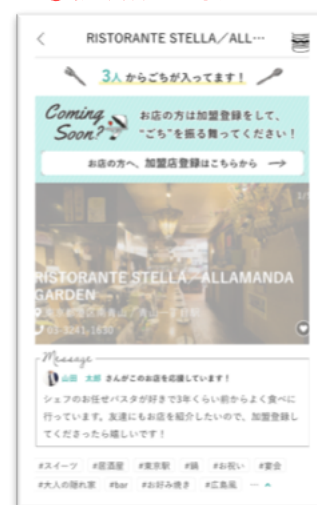 RISTORANTE STELLA／ALL…
3人 からごちが入ってます！
Coming Soon?
お店の方は加盟登録をして、
"ごち"を振る舞ってください！
お店の方へ、加盟店登録はこちらから →
RISTORANTE STELLA／ALLAMANDA
GARDEN
03-3241-1630
Message
山田 太郎 さんがこのお店を応援しています！
シェフのお任せパスタが好きで3年くらい前からよく食べに
行っています。友達にもお店を紹介したいので、加盟登録し
てくださったら嬉しいです！
#スイーツ #居酒屋 #東京駅 #鍋 #お祝い #宴会
#大人の隠れ家 #bar #お好み焼き #広島風 …